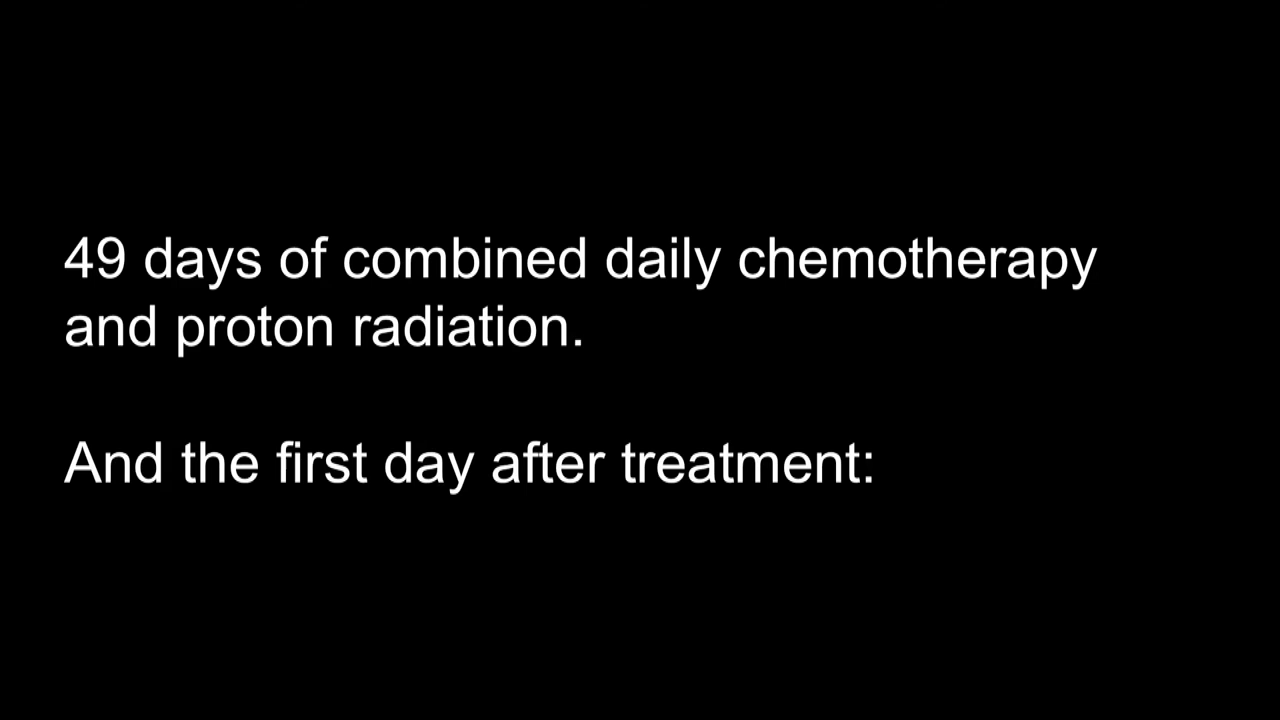 49 days of combined daily chemotherapy
and proton radiation.
And the first day after treatment: